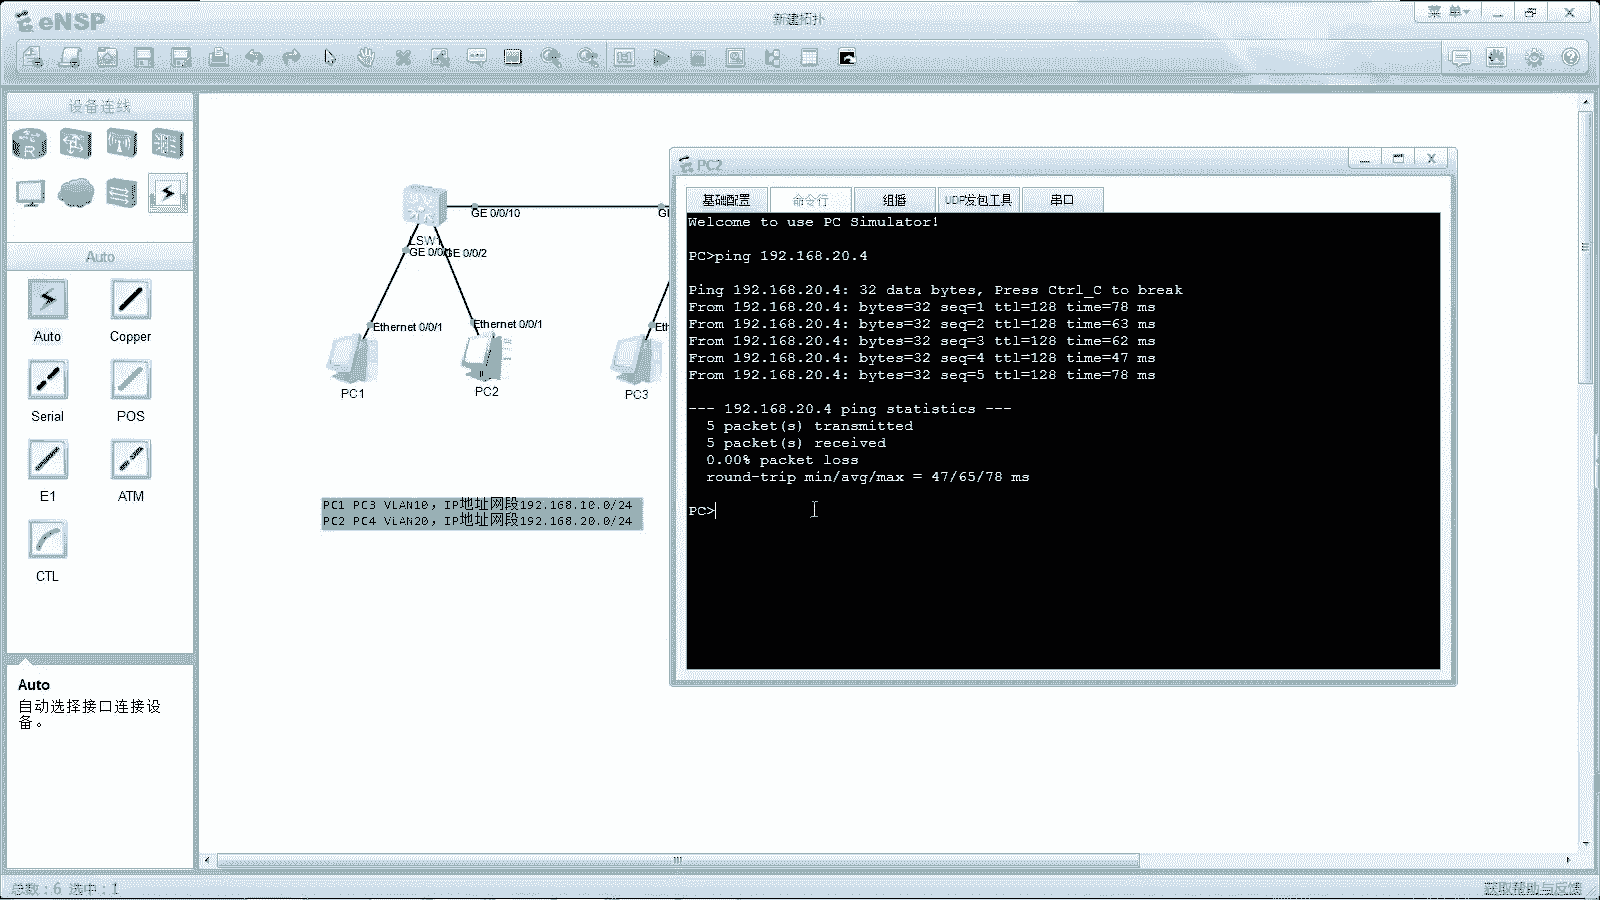 eNSP
新建拓扑
菜 单
设备连线
Auto
Auto
Copper
Serial
POS
E1
ATM
CTL
Auto
自动选择接口连接设
备。
GE 0/0/10
LSW1
GE 0/0/1
GE 0/0/2
Ethernet 0/0/1
Ethernet 0/0/1
PC1
PC2
PC3
PC1 PC3 VLAN10, IP地址网段192.168.10.0/24
PC2 PC4 VLAN20, IP地址网段192.168.20.0/24
PC2
基础配置
命令行
组播
UDP发包工具
串口
Welcome to use PC Simulator!
PC>ping 192.168.20.4
Ping 192.168.20.4: 32 data bytes, Press Ctrl_C to break
From 192.168.20.4: bytes=32 seq=1 ttl=128 time=78 ms
From 192.168.20.4: bytes=32 seq=2 ttl=128 time=63 ms
From 192.168.20.4: bytes=32 seq=3 ttl=128 time=62 ms
From 192.168.20.4: bytes=32 seq=4 ttl=128 time=47 ms
From 192.168.20.4: bytes=32 seq=5 ttl=128 time=78 ms
--- 192.168.20.4 ping statistics ---
5 packet(s) transmitted
5 packet(s) received
0.00% packet loss
round-trip min/avg/max = 47/65/78 ms
PC>
总数：6 选中：1
获取帮助与反馈